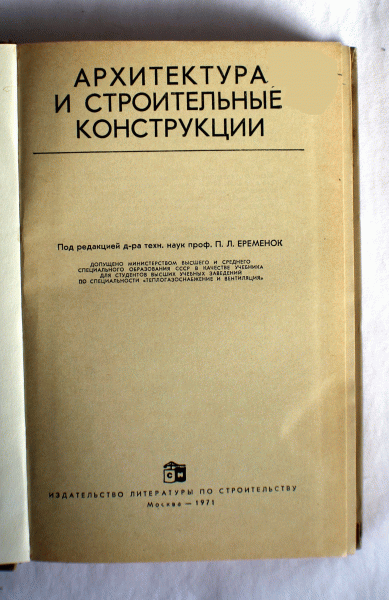 АРХИТЕКТУРА
И СТРОИТЕЛЬНЫЕ
КОНСТРУКЦИИ
Под редакцией д-ра техн. наук проф. П. Л. ЕРЕМЕНОК
ДОПУЩЕНО МИНИСТЕРСТВОМ ВЫСШЕГО И СРЕДНЕГО
СПЕЦИАЛЬНОГО ОБРАЗОВАНИЯ СССР В КАЧЕСТВЕ УЧЕБНИКА
ДЛЯ СТУДЕНТОВ ВЫСШИХ УЧЕБНЫХ ЗАВЕДЕНИЙ
ПО СПЕЦИАЛЬНОСТИ «ТЕПЛОГАЗОСНАБЖЕНИЕ И ВЕНТИЛЯЦИЯ»
С И
ИЗДАТЕЛЬСТВО ЛИТЕРАТУРЫ ПО СТРОИТЕЛЬСТВУ
Москва — 1971